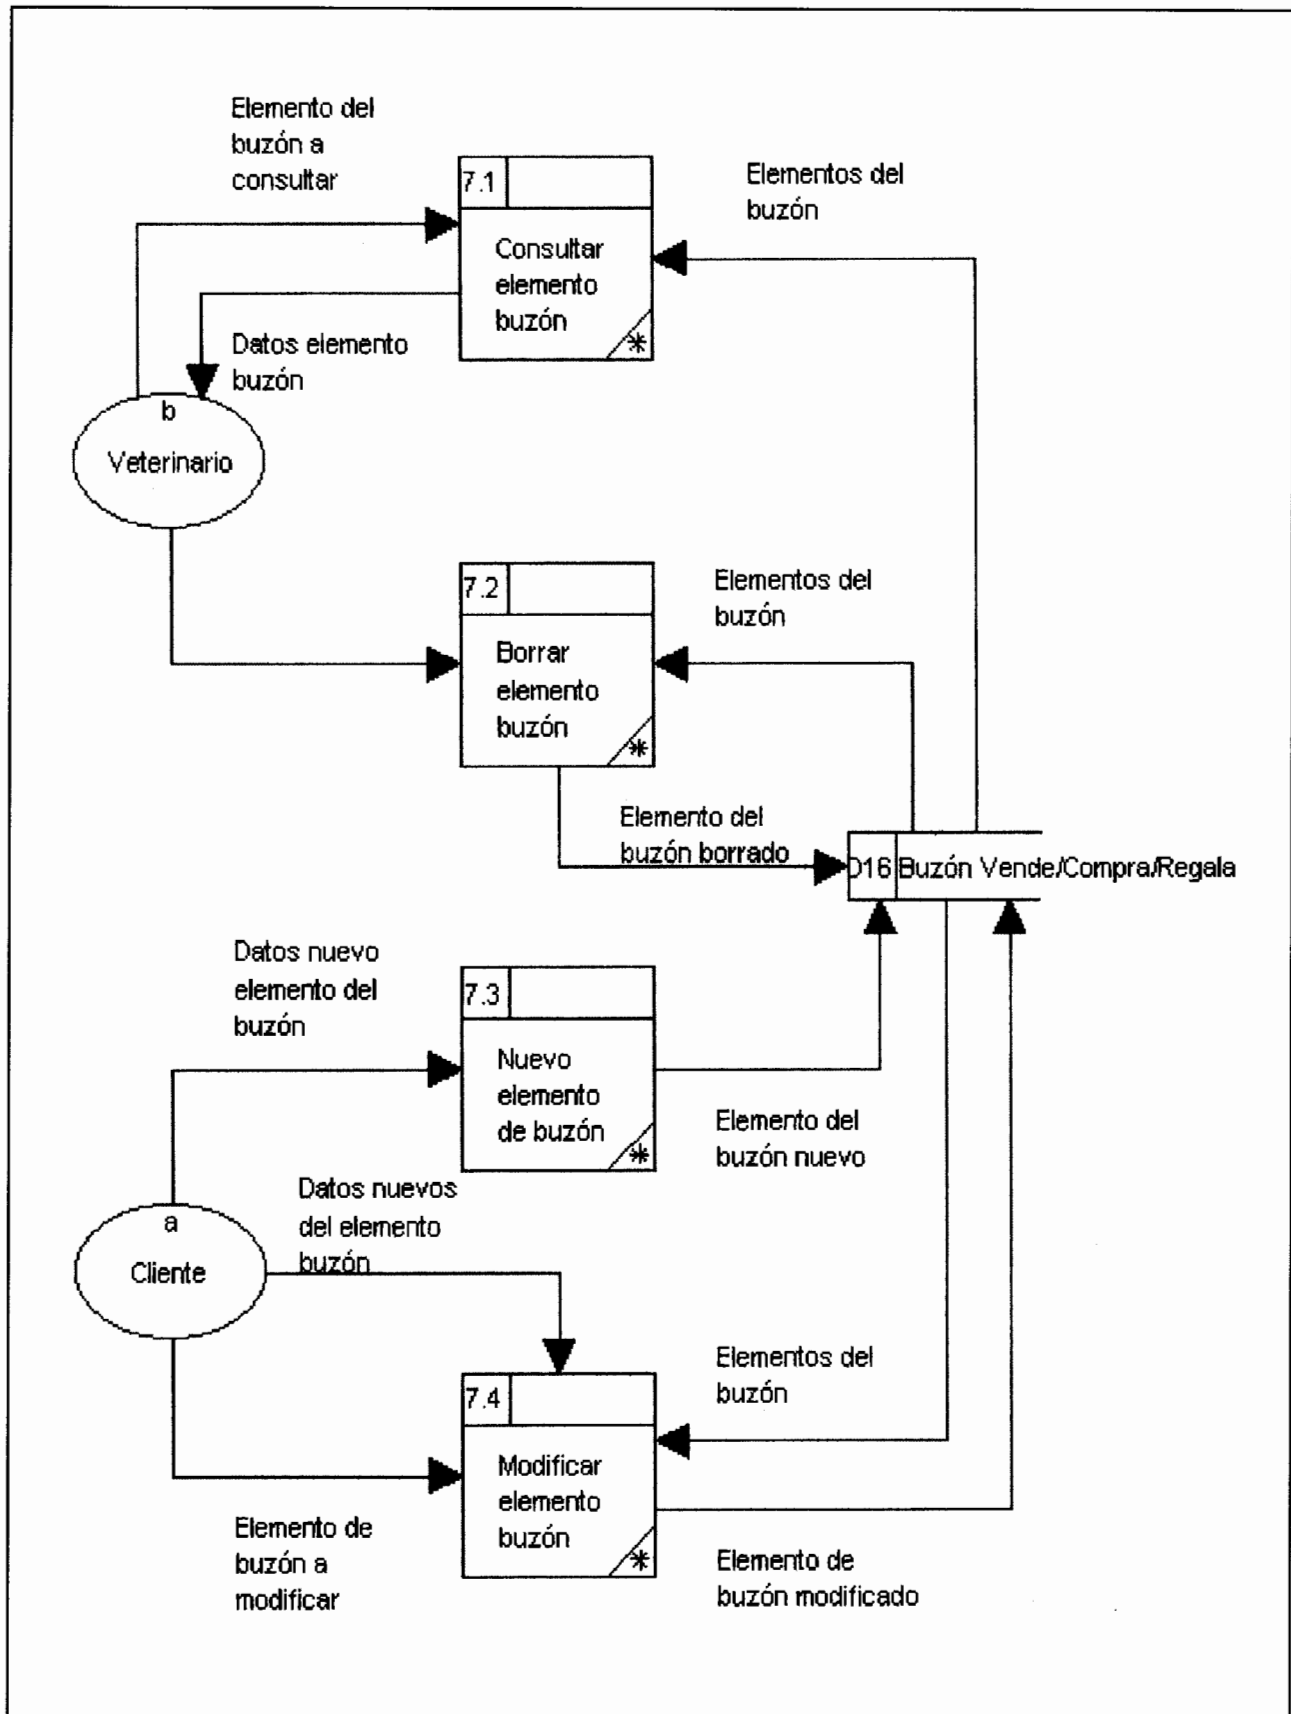 Elemento del
buzón a
consultar
7.1
Elementos del
buzón
Consultar
elemento
buzón
*
Datos elemento
buzón
b
Veterinario
7.2
Elementos del
buzón
Borrar
elemento
buzón
*
Elemento del
buzón borrado
D16 Buzón Vende/Compra/Regala
Datos nuevo
elemento del
buzón
7.3
Nuevo
elemento
de buzón
*
Elemento del
buzón nuevo
Datos nuevos
del elemento
buzón
a
Cliente
Elementos del
buzón
7.4
Modificar
elemento
buzón
*
Elemento de
buzón a
modificar
Elemento de
buzón modificado